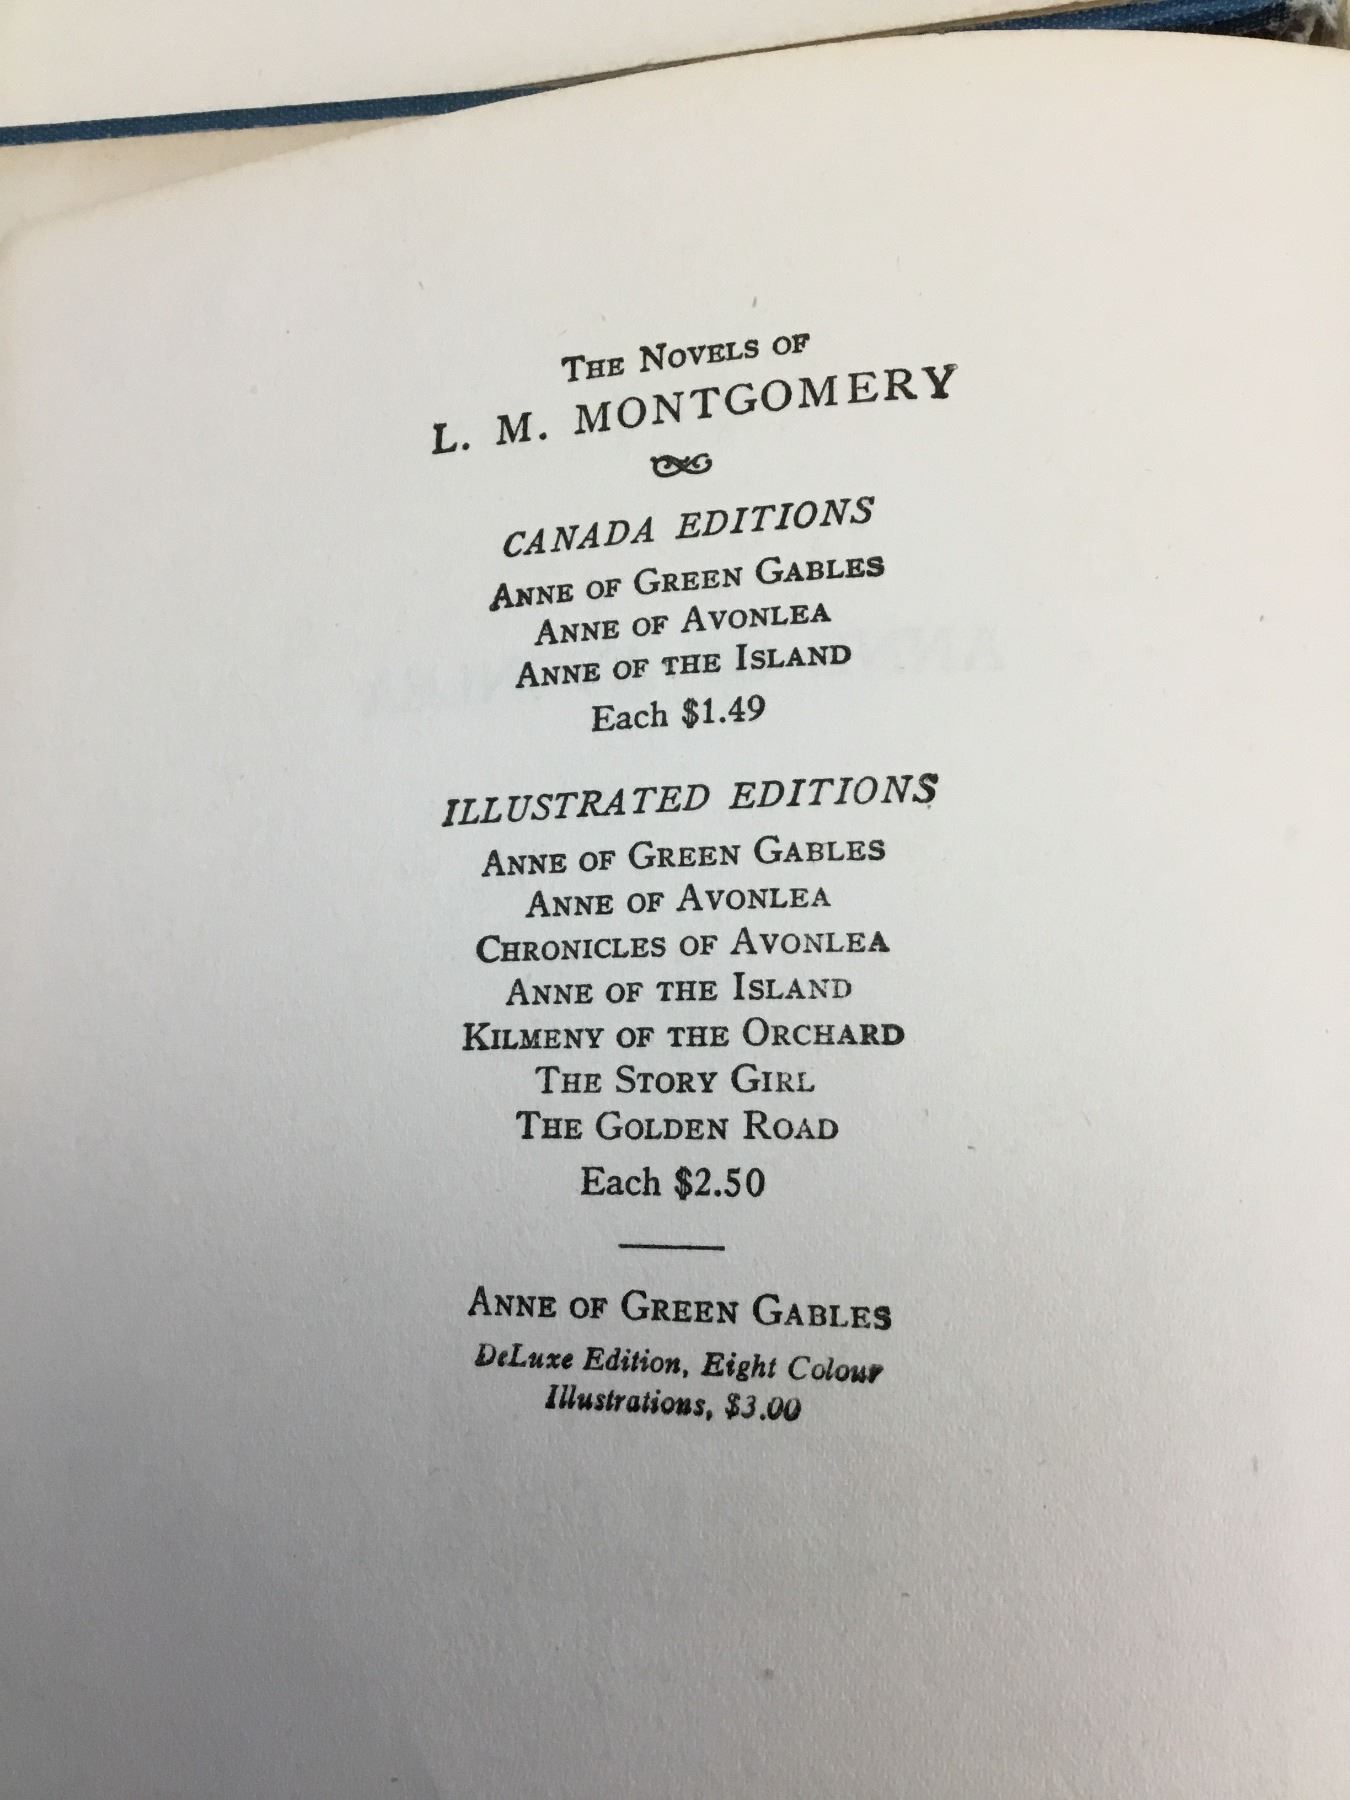 THE NOVELS OF
L. M. MONTGOMERY
CANADA EDITIONS
ANNE OF GREEN GABLES
ANNE OF AVONLEA
ANNE OF THE ISLAND
Each $1.49
ILLUSTRATED EDITIONS
ANNE OF GREEN GABLES
ANNE OF AVONLEA
CHRONICLES OF AVONLEA
ANNE OF THE ISLAND
KILMENY OF THE ORCHARD
THE STORY GIRL
THE GOLDEN ROAD
Each $2.50
ANNE OF GREEN GABLES
DeLuxe Edition, Eight Colour
Illustrations, $3.00